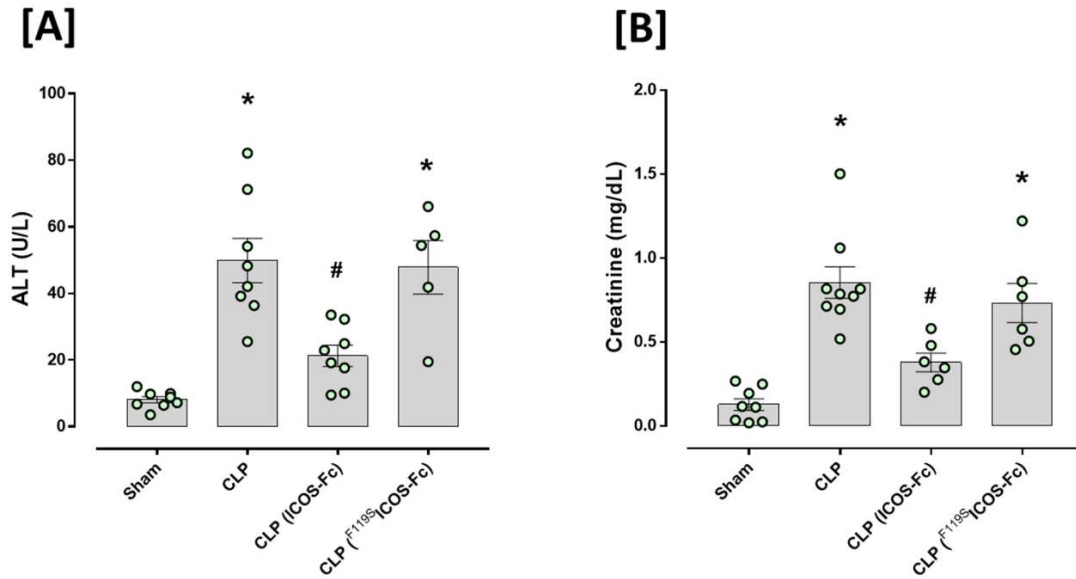 [A]
[B]
ALT (U/L)
100
80
60
40
20
0
*
#
*
Sham
CLP
CLP (ICOS-Fc)
CLP (F119SICOS-Fc)
Creatinine (mg/dL)
2.0
1.5
1.0
0.5
0.0
*
#
*
Sham
CLP
CLP (ICOS-Fc)
CLP (F119SICOS-Fc)